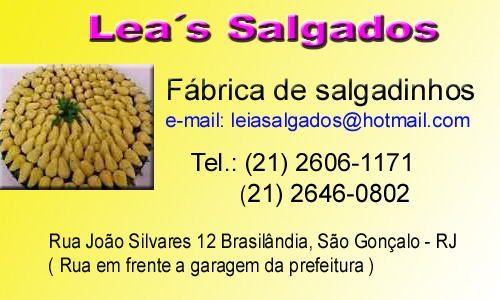 Lea´s Salgados
Fábrica de salgadinhos
e-mail: leiasalgados@hotmail.com
Tel.: (21) 2606-1171
(21) 2646-0802
Rua João Silvares 12 Brasilândia, São Gonçalo - RJ
( Rua em frente a garagem da prefeitura )